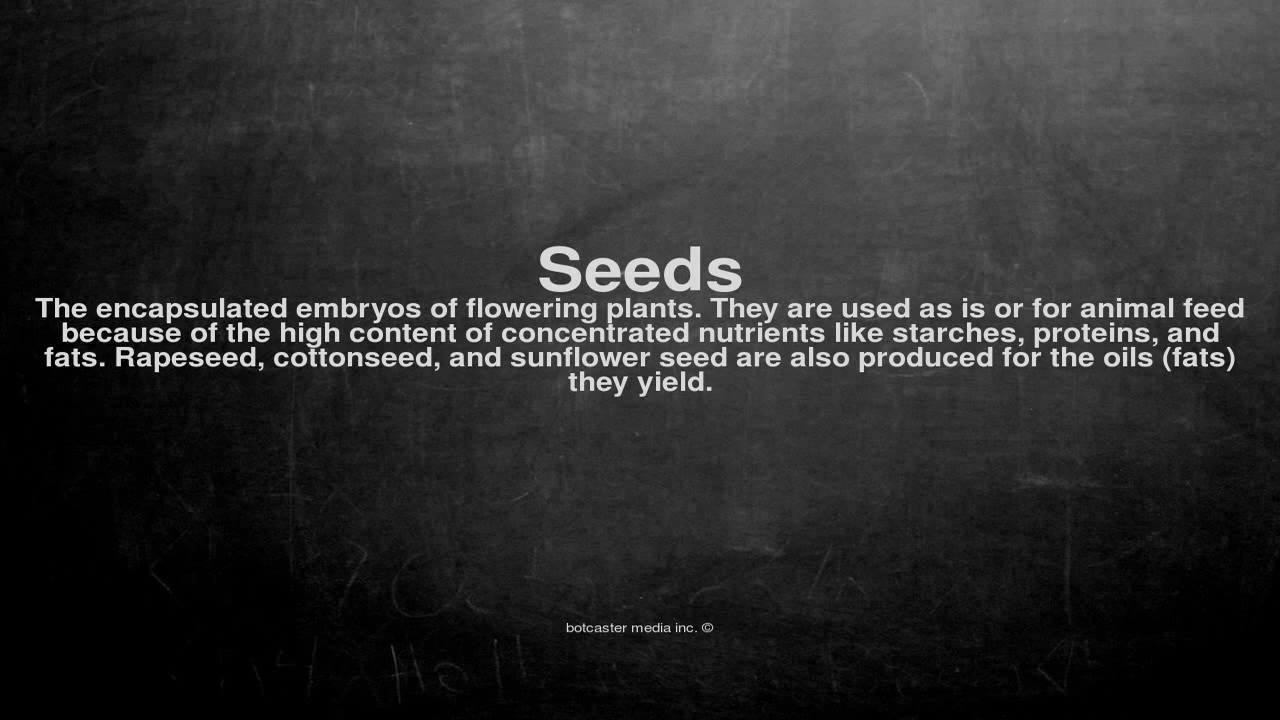 Seeds
The encapsulated embryos of flowering plants. They are used as is or for animal feed
because of the high content of concentrated nutrients like starches, proteins, and
fats. Rapeseed, cottonseed, and sunflower seed are also produced for the oils (fats)
they yield.
botcaster media inc. ©